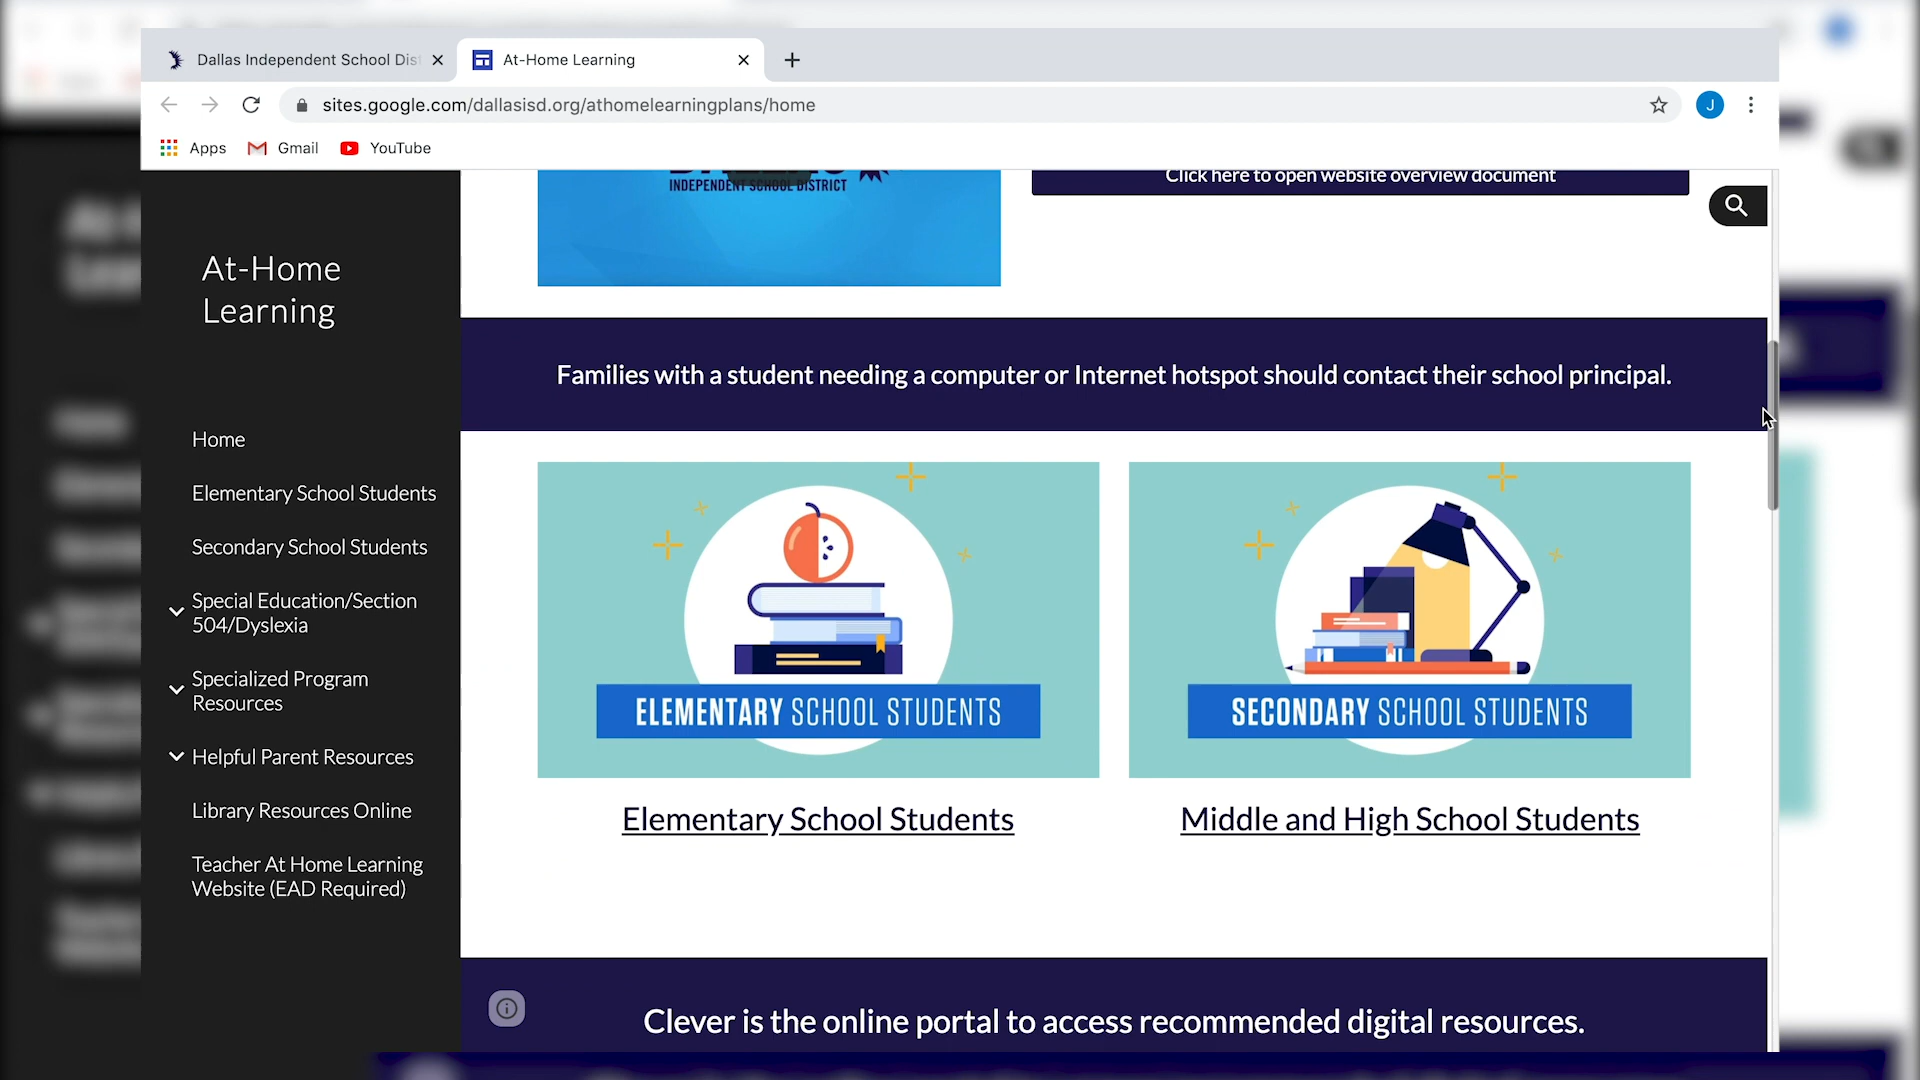 Dallas Independent School Dis
At-Home Learning
sites.google.com/dallasisd.org/athomelearningplans/home
J
Apps
Gmail
YouTube
INDEPENDENT SCHOOL DISTRICT
Click here to open website overview document
At-Home
Learning
Families with a student needing a computer or Internet hotspot should contact their school principal.
Home
Elementary School Students
Secondary School Students
Special Education/Section
504/Dyslexia
Specialized Program
Resources
Helpful Parent Resources
Library Resources Online
Teacher At Home Learning
Website (EAD Required)
ELEMENTARY SCHOOL STUDENTS
SECONDARY SCHOOL STUDENTS
Elementary School Students
Middle and High School Students
Clever is the online portal to access recommended digital resources.